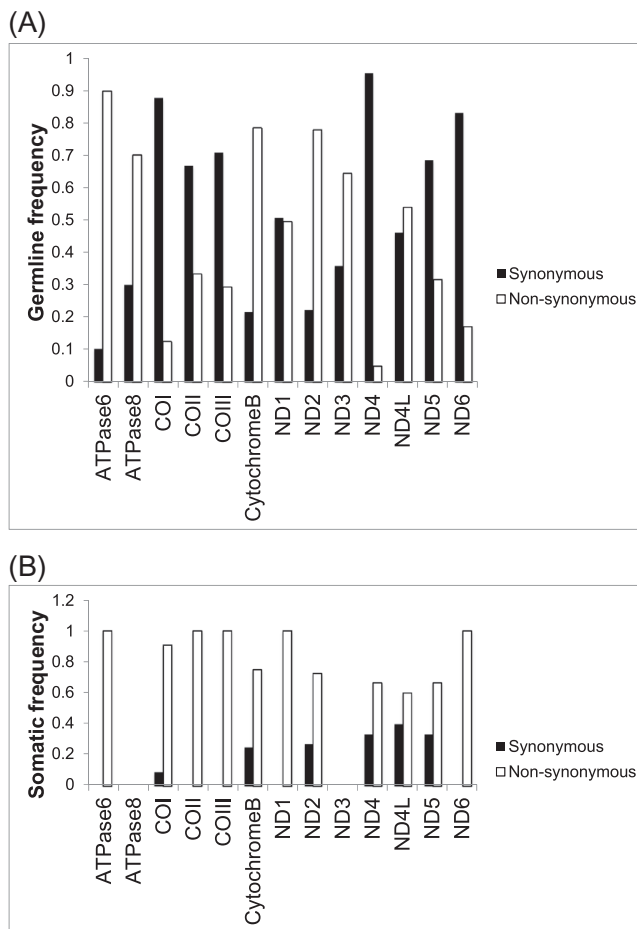 (A)
Germline frequency
1
0.9
0.8
0.7
0.6
0.5
0.4
0.3
0.2
0.1
0
ATPase6
ATPase8
COI
COII
COIII
CytochromeB
ND1
ND2
ND3
ND4
ND4L
ND5
ND6
Synonymous
Non-synonymous
(B)
Somatic frequency
1.2
1
0.8
0.6
0.4
0.2
0
ATPase6
ATPase8
COI
COII
COIII
CytochromeB
ND1
ND2
ND3
ND4
ND4L
ND5
ND6
Synonymous
Non-synonymous